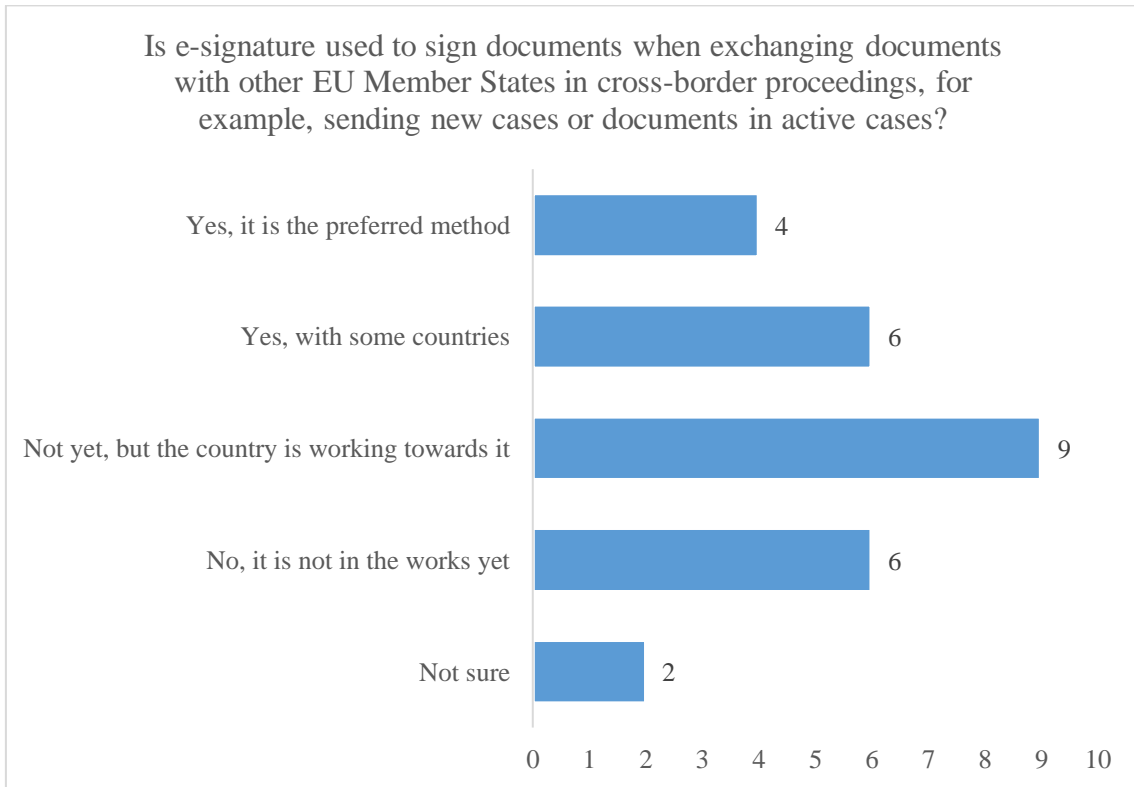 Is e-signature used to sign documents when exchanging documents
with other EU Member States in cross-border proceedings, for
example, sending new cases or documents in active cases?
Yes, it is the preferred method
4
Yes, with some countries
6
Not yet, but the country is working towards it
9
No, it is not in the works yet
6
Not sure
2
0 1 2 3 4 5 6 7 8 9 10